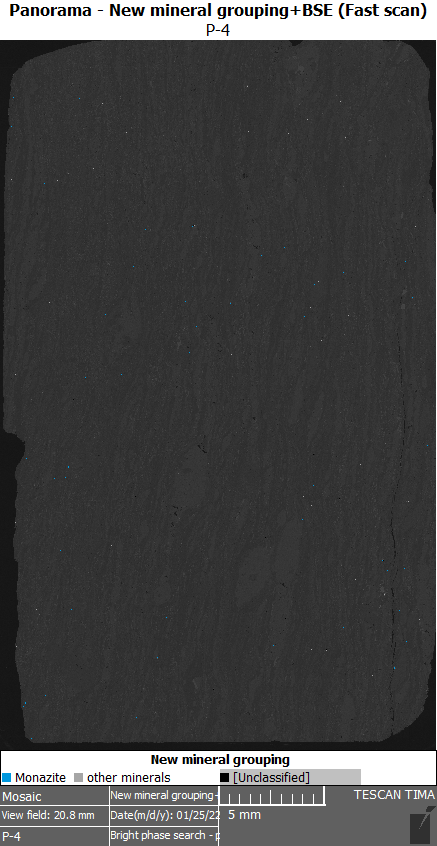 Panorama - New mineral grouping+BSE (Fast scan)
P-4
New mineral grouping
Monazite other minerals [Unclassified]
Mosaic New mineral grouping- TESCAN TIMA
View field: 20.8 mm Date(m/d/y): 01/25/22 5 mm
P-4 Bright phase search - p